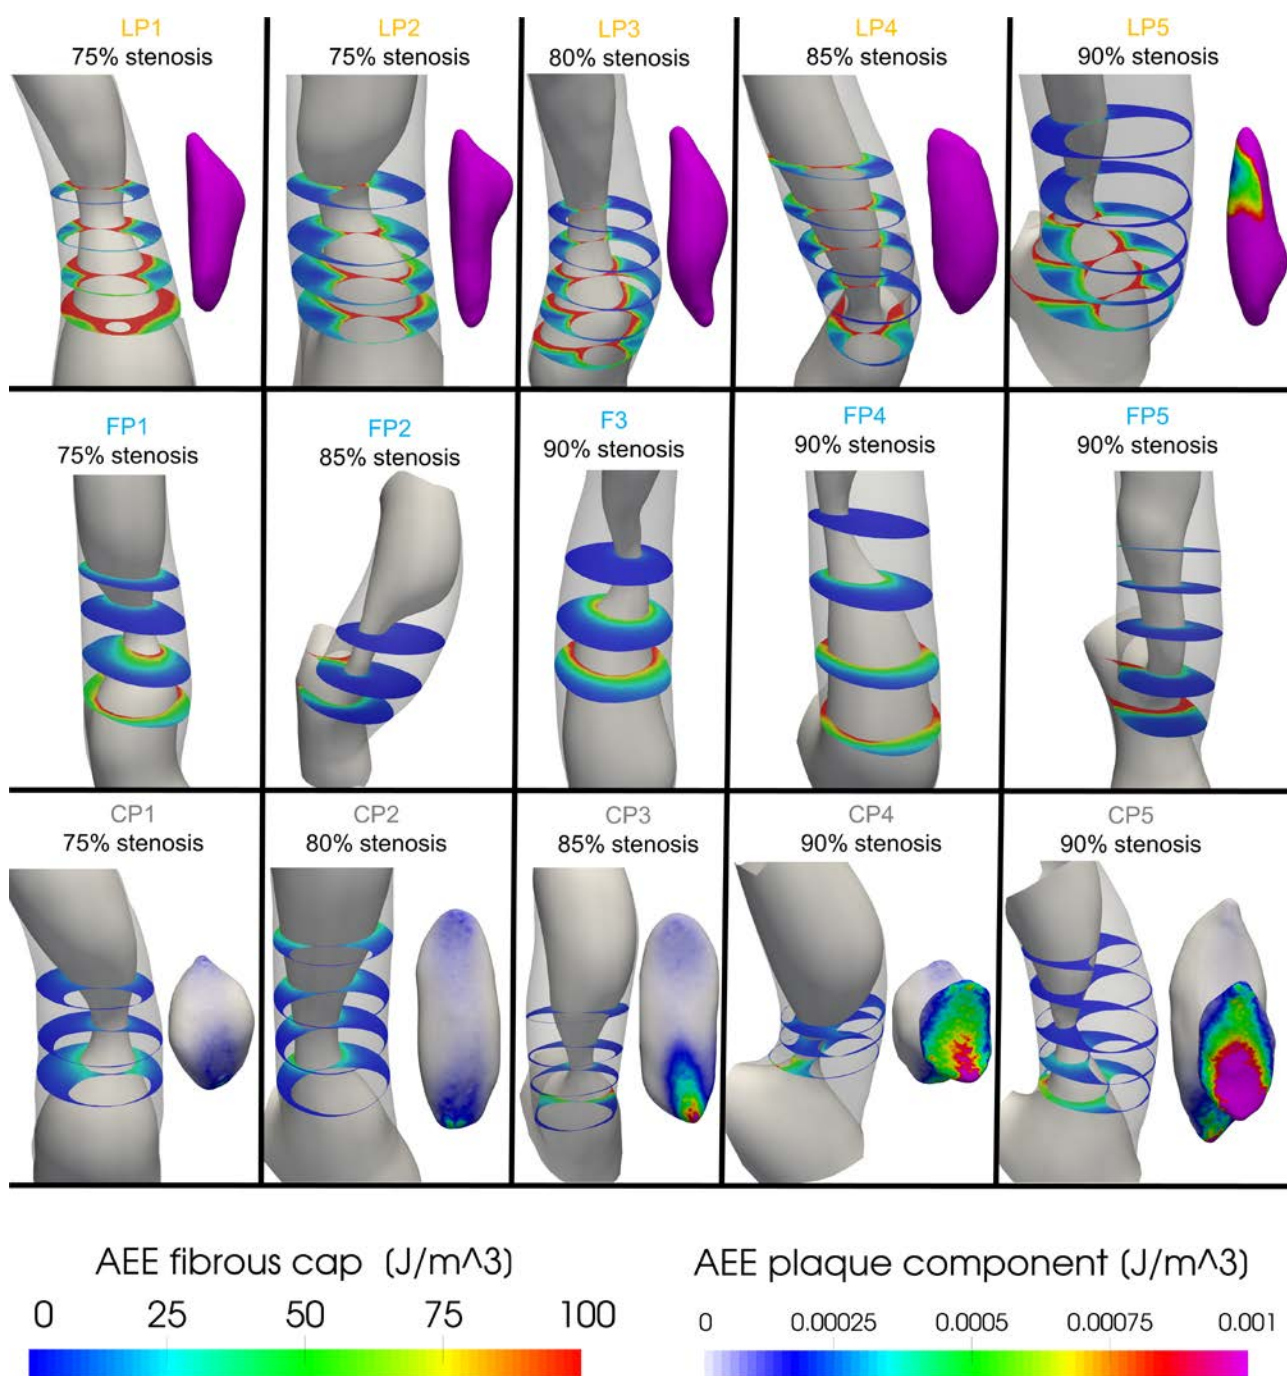 LP1
75% stenosis
LP2
75% stenosis
LP3
80% stenosis
LP4
85% stenosis
LP5
90% stenosis
FP1
75% stenosis
FP2
85% stenosis
F3
90% stenosis
FP4
90% stenosis
FP5
90% stenosis
CP1
75% stenosis
CP2
80% stenosis
CP3
85% stenosis
CP4
90% stenosis
CP5
90% stenosis
AEE fibrous cap (J/m^3)
0 25 50 75 100
AEE plaque component (J/m^3)
0 0.00025 0.0005 0.00075 0.001